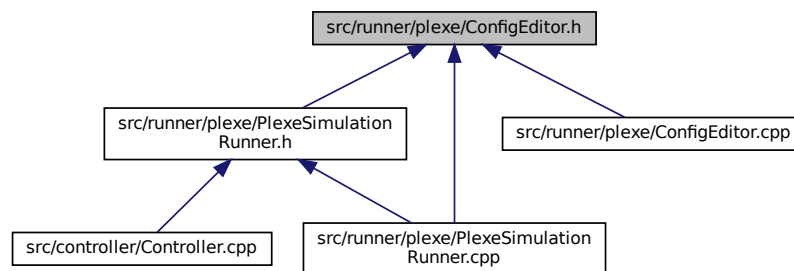 src/runner/plexe/ConfigEditor.h
src/runner/plexe/PlexeSimulation
Runner.h
src/runner/plexe/ConfigEditor.cpp
src/controller/Controller.cpp
src/runner/plexe/PlexeSimulation
Runner.cpp